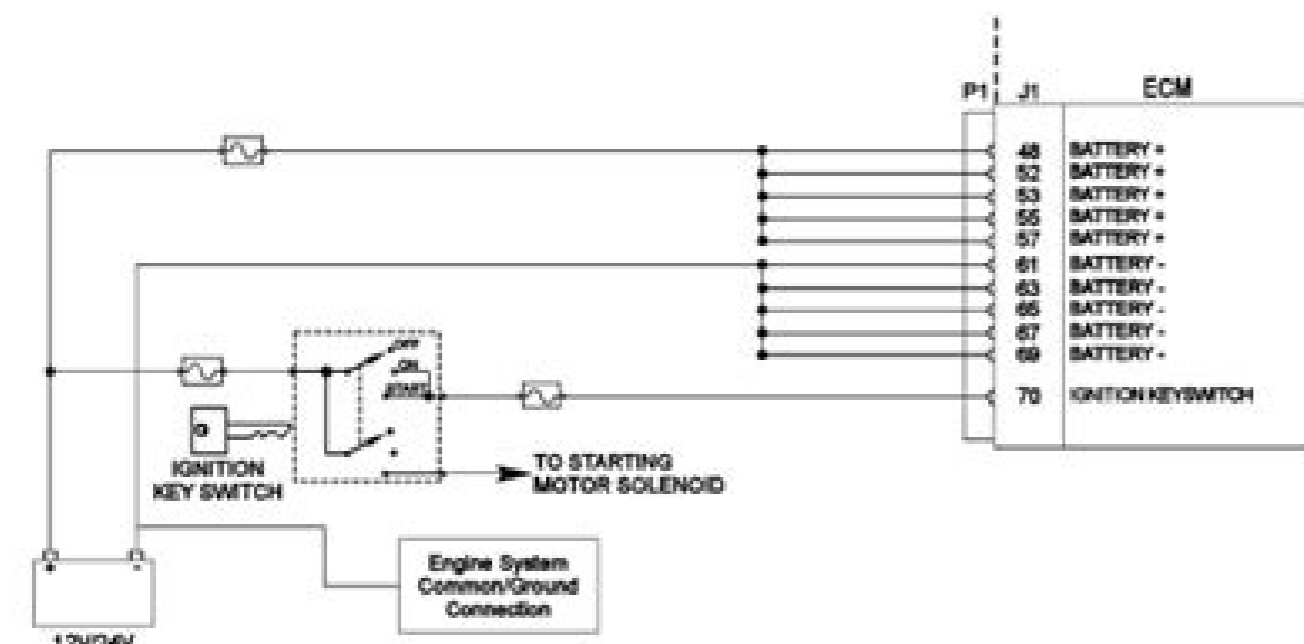 P1 J1 ECM
48 BATTERY +
52 BATTERY +
53 BATTERY +
55 BATTERY +
57 BATTERY +
61 BATTERY -
63 BATTERY -
65 BATTERY -
67 BATTERY -
69 BATTERY -
70 IGNITION KEYSWITCH
OFF
ON
START
IGNITION
KEY SWITCH
TO STARTING
MOTOR SOLENOID
Engine System
Common/Ground
Connection
+ -
12V/24V